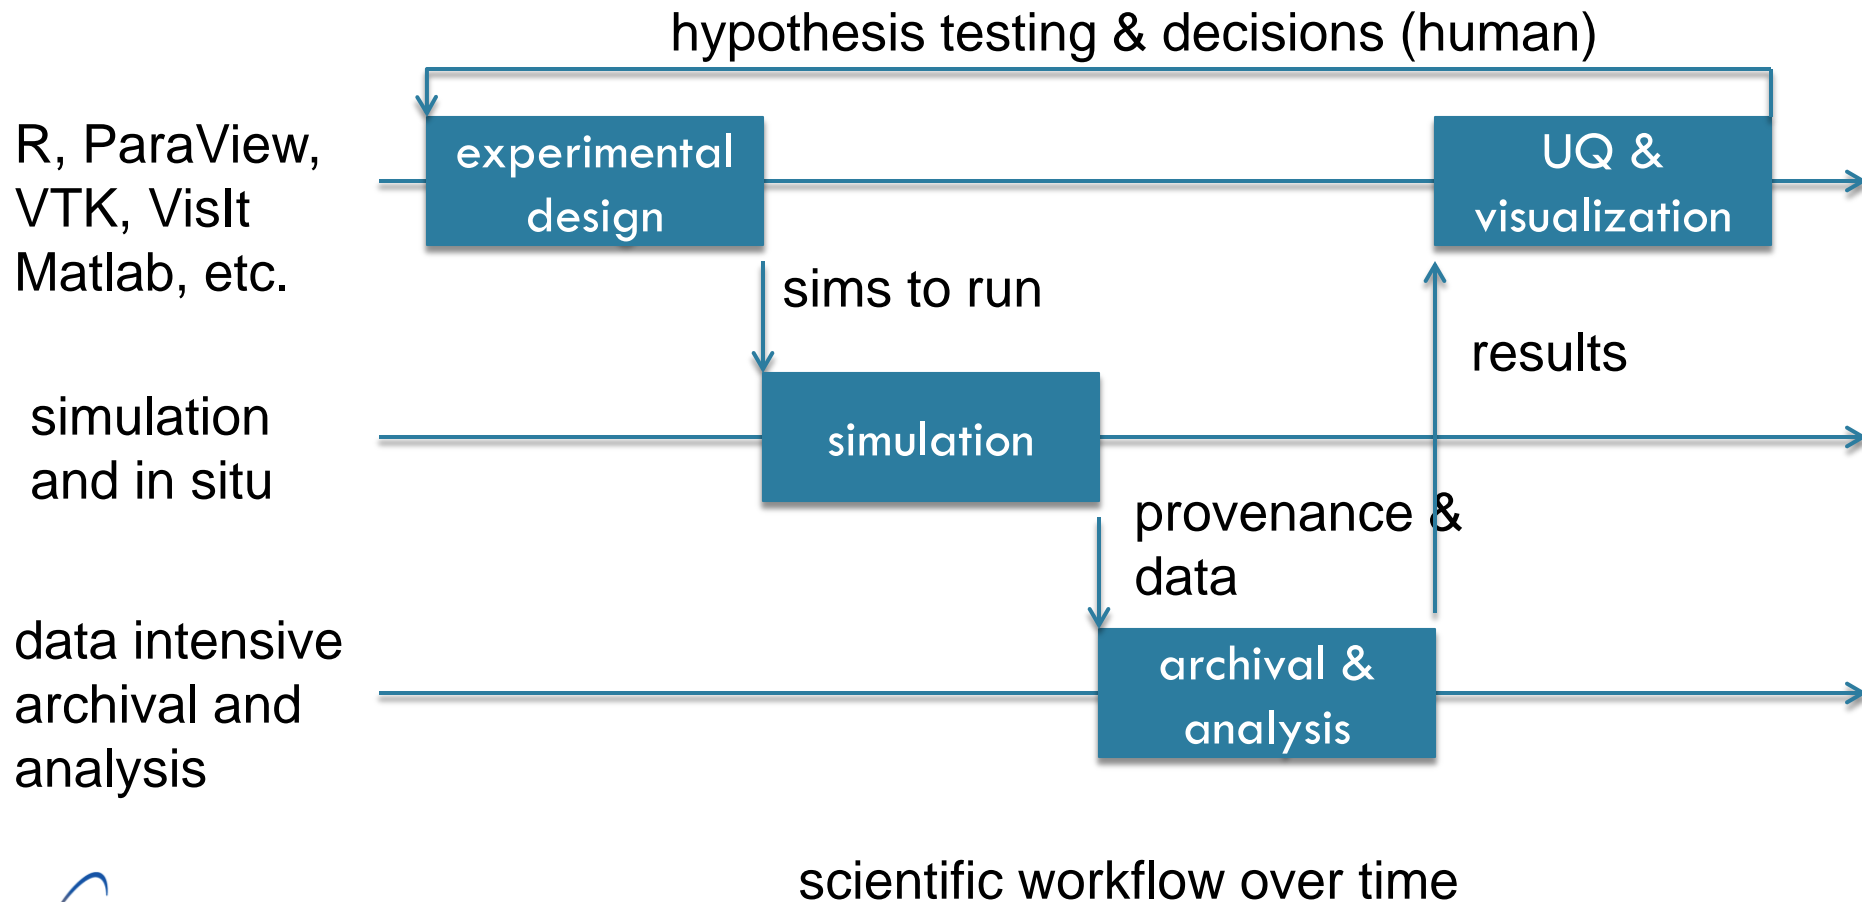 hypothesis testing & decisions (human)
R, ParaView,
VTK, VisIt
Matlab, etc.
experimental
design
UQ &
visualization
sims to run
results
simulation
and in situ
simulation
provenance &
data
data intensive
archival and
analysis
archival &
analysis
scientific workflow over time